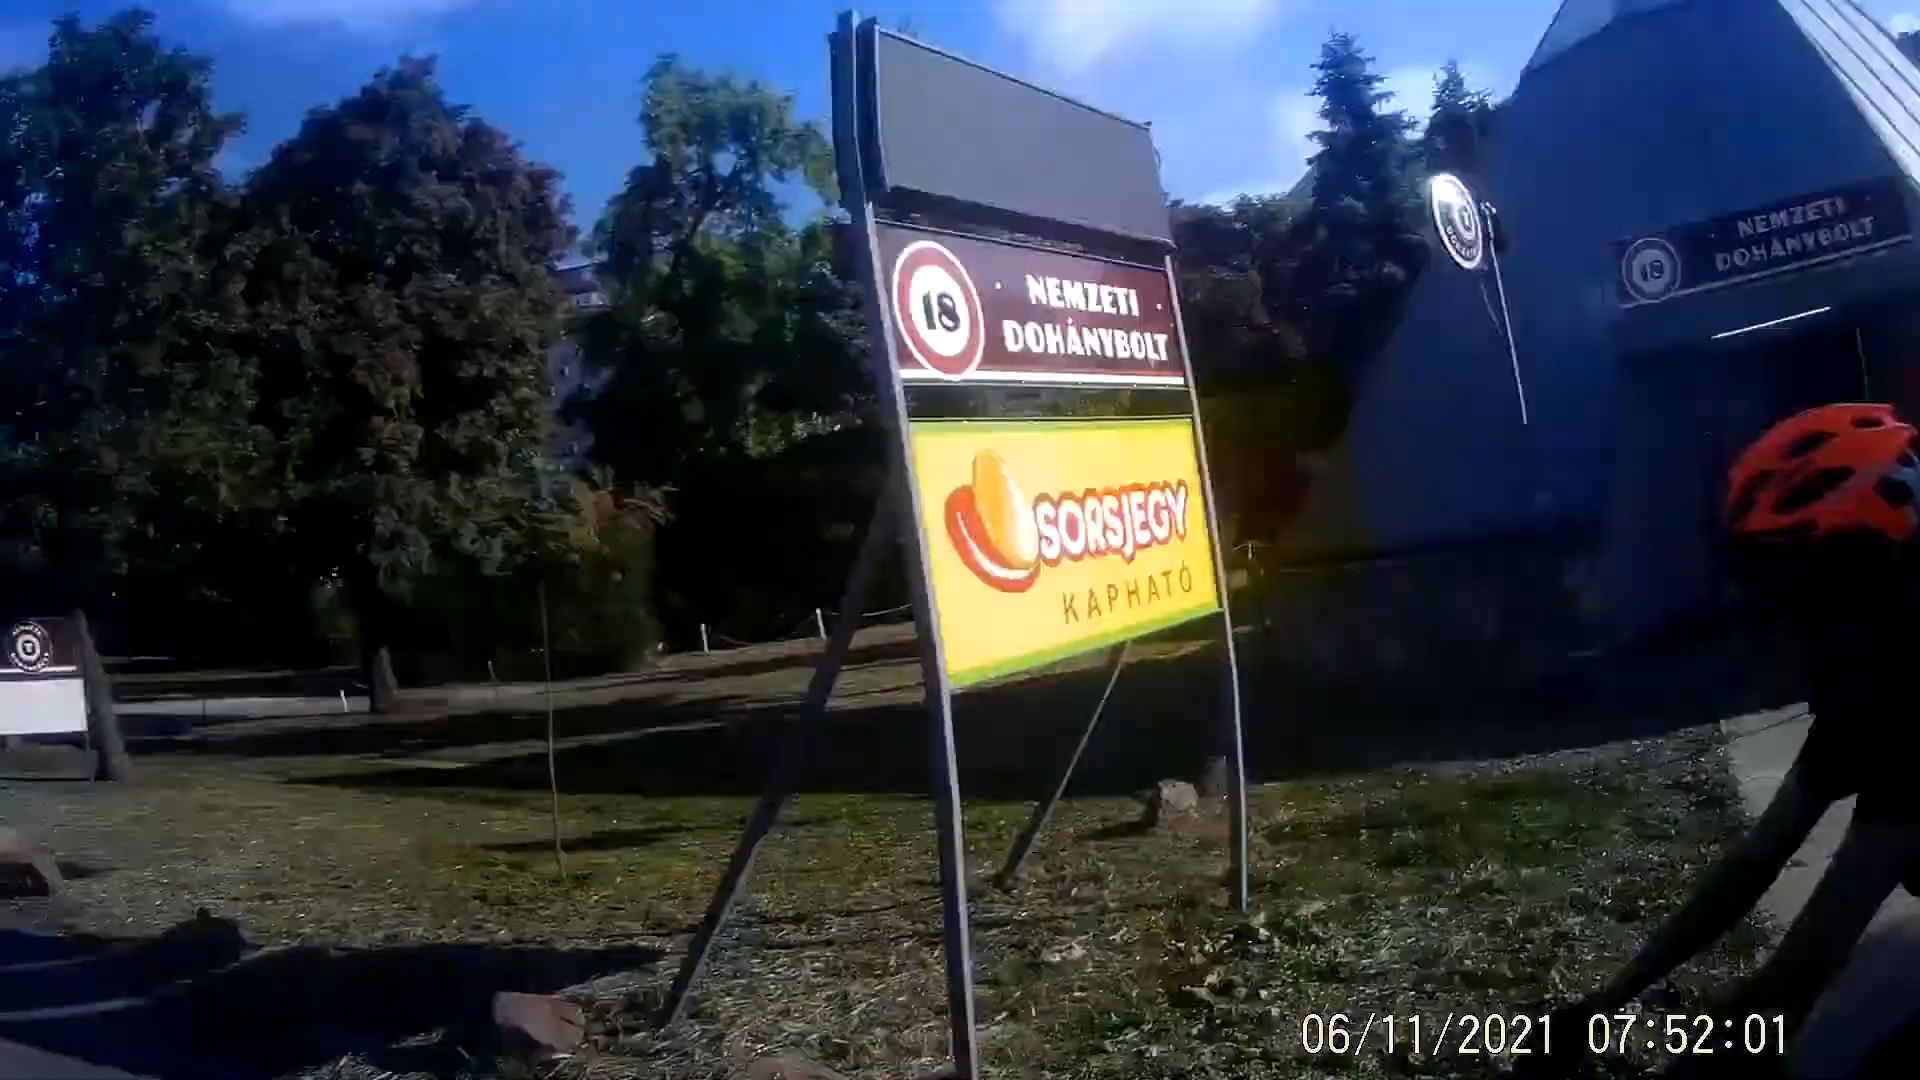 18
NEMZETI
DOHÁNYBOLT
SORSJEGY
KAPHATÓ
18
NEMZETI
DOHÁNYBOLT
06/11/2021 07:52:01